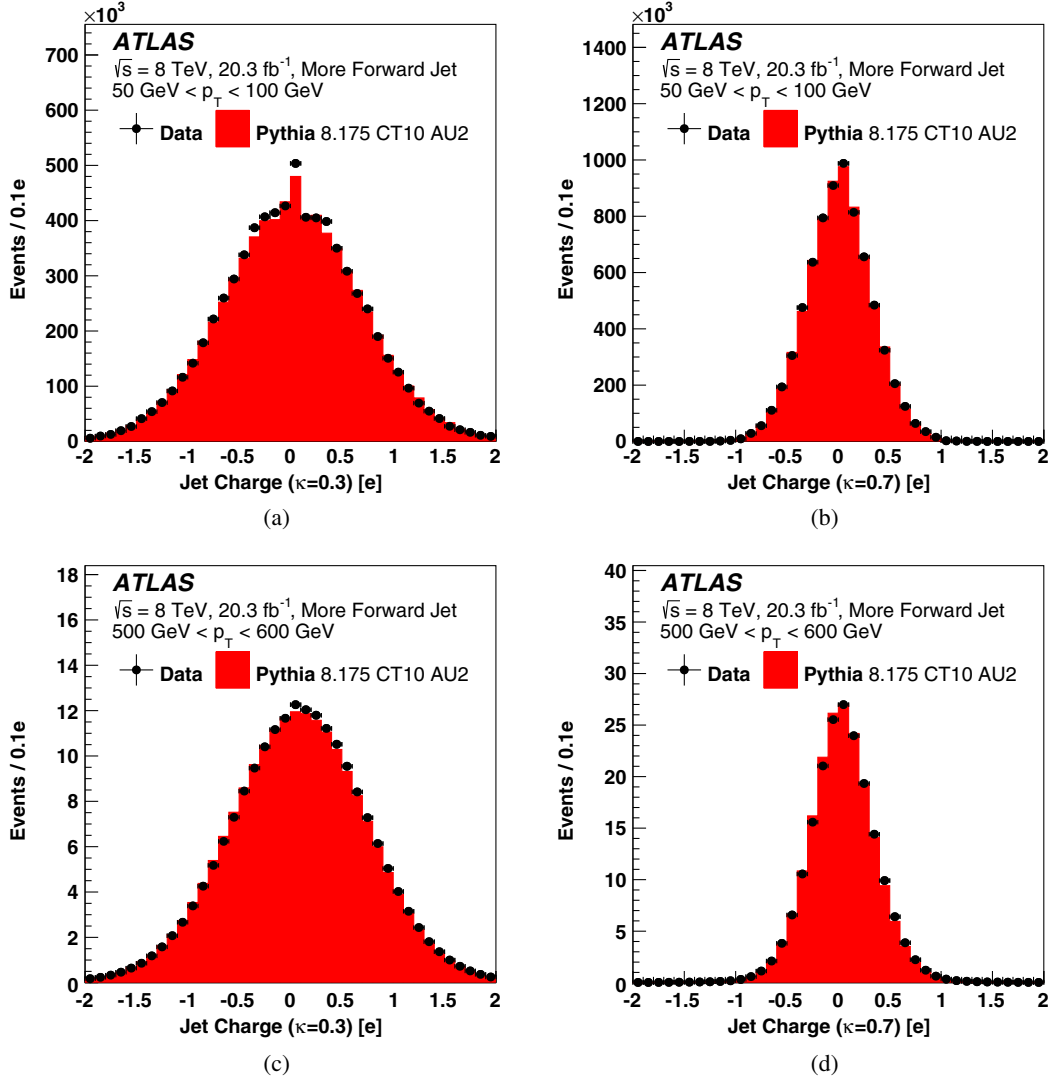 ×10³
ATLAS
√s = 8 TeV, 20.3 fb⁻¹, More Forward Jet
50 GeV < p_T < 100 GeV
Data Pythia 8.175 CT10 AU2
Events / 0.1e
700
600
500
400
300
200
100
0
-2 -1.5 -1 -0.5 0 0.5 1 1.5 2
Jet Charge (κ=0.3) [e]
(a)
×10³
ATLAS
√s = 8 TeV, 20.3 fb⁻¹, More Forward Jet
50 GeV < p_T < 100 GeV
Data Pythia 8.175 CT10 AU2
Events / 0.1e
1400
1200
1000
800
600
400
200
0
-2 -1.5 -1 -0.5 0 0.5 1 1.5 2
Jet Charge (κ=0.7) [e]
(b)
ATLAS
√s = 8 TeV, 20.3 fb⁻¹, More Forward Jet
500 GeV < p_T < 600 GeV
Data Pythia 8.175 CT10 AU2
Events / 0.1e
18
16
14
12
10
8
6
4
2
0
-2 -1.5 -1 -0.5 0 0.5 1 1.5 2
Jet Charge (κ=0.3) [e]
(c)
ATLAS
√s = 8 TeV, 20.3 fb⁻¹, More Forward Jet
500 GeV < p_T < 600 GeV
Data Pythia 8.175 CT10 AU2
Events / 0.1e
40
35
30
25
20
15
10
5
0
-2 -1.5 -1 -0.5 0 0.5 1 1.5 2
Jet Charge (κ=0.7) [e]
(d)